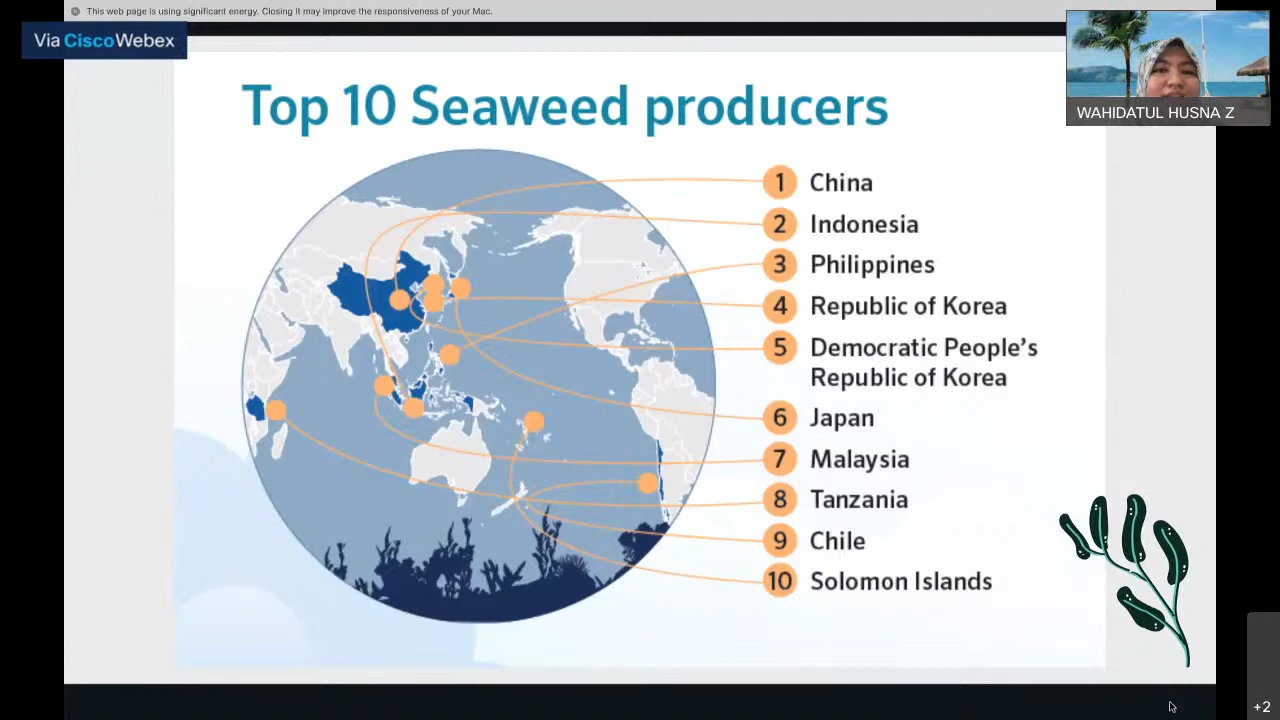 This web page is using significant energy. Closing it may improve the responsiveness of your Mac.
Via Cisco Webex
WAHIDATUL HUSNA Z
Top 10 Seaweed producers
1 China
2 Indonesia
3 Philippines
4 Republic of Korea
5 Democratic People’s
Republic of Korea
6 Japan
7 Malaysia
8 Tanzania
9 Chile
10 Solomon Islands
+2